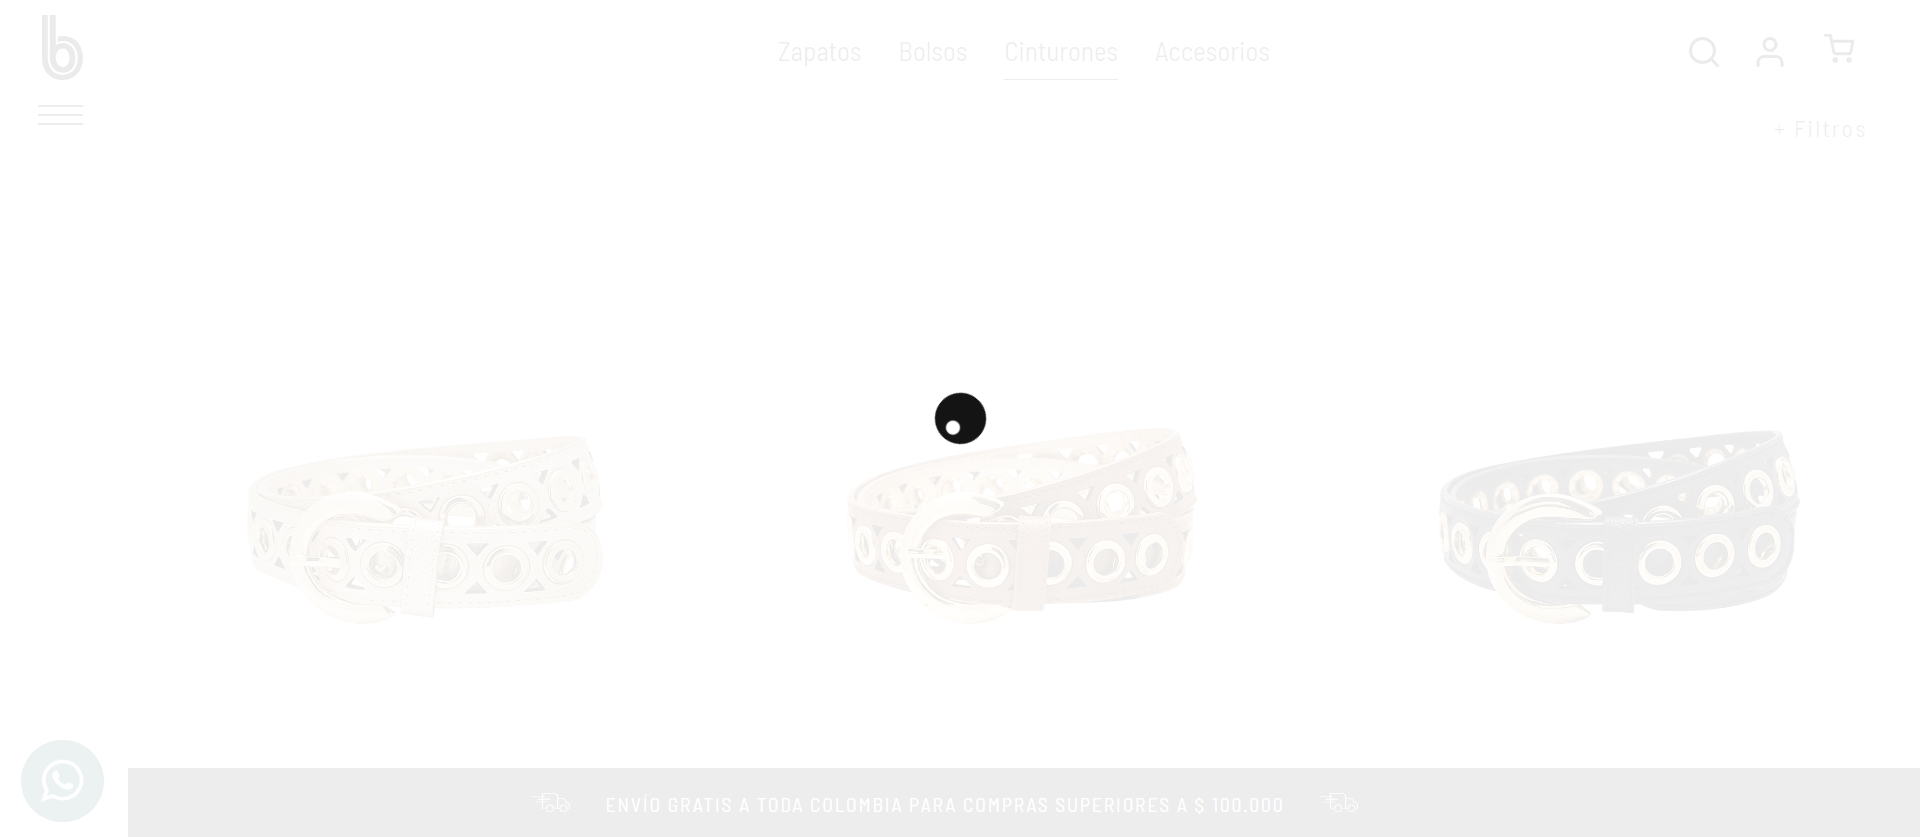 b
Zapatos Bolsos Cinturones Accesorios
+ Filtros
ENVÍO GRATIS A TODA COLOMBIA PARA COMPRAS SUPERIORES A $ 100.000